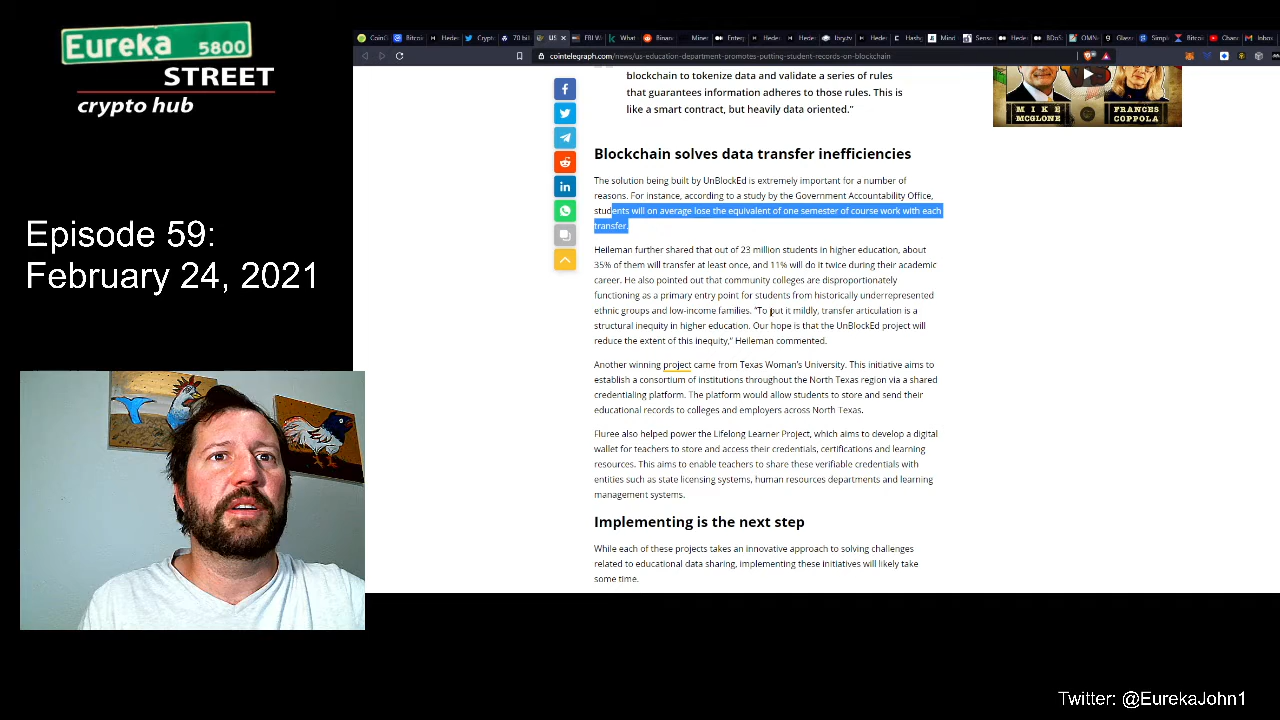 Eureka 5800
STREET
crypto hub
Episode 59:
February 24, 2021
cointelegraph.com/news/us-education-department-promotes-putting-student-records-on-blockchain
blockchain to tokenize data and validate a series of rules
that guarantees information adheres to those rules. This is
like a smart contract, but heavily data oriented.”
MIKE MCGLONE
FRANCES COPPOLA
Blockchain solves data transfer inefficiencies
The solution being built by UnBlockEd is extremely important for a number of
reasons. For instance, according to a study by the Government Accountability Office,
students will on average lose the equivalent of one semester of course work with each
transfer.
Heileman further shared that out of 23 million students in higher education, about
35% of them will transfer at least once, and 11% will do it twice during their academic
career. He also pointed out that community colleges are disproportionately
functioning as a primary entry point for students from historically underrepresented
ethnic groups and low-income families. “To put it mildly, transfer articulation is a
structural inequity in higher education. Our hope is that the UnBlockEd project will
reduce the extent of this inequity,” Heileman commented.
Another winning project came from Texas Woman’s University. This initiative aims to
establish a consortium of institutions throughout the North Texas region via a shared
credentialing platform. The platform would allow students to store and send their
educational records to colleges and employers across North Texas.
Fluree also helped power the Lifelong Learner Project, which aims to develop a digital
wallet for teachers to store and access their credentials, certifications and learning
resources. This aims to enable teachers to share these verifiable credentials with
entities such as state licensing systems, human resources departments and learning
management systems.
Implementing is the next step
While each of these projects takes an innovative approach to solving challenges
related to educational data sharing, implementing these initiatives will likely take
some time.
Twitter: @EurekaJohn1